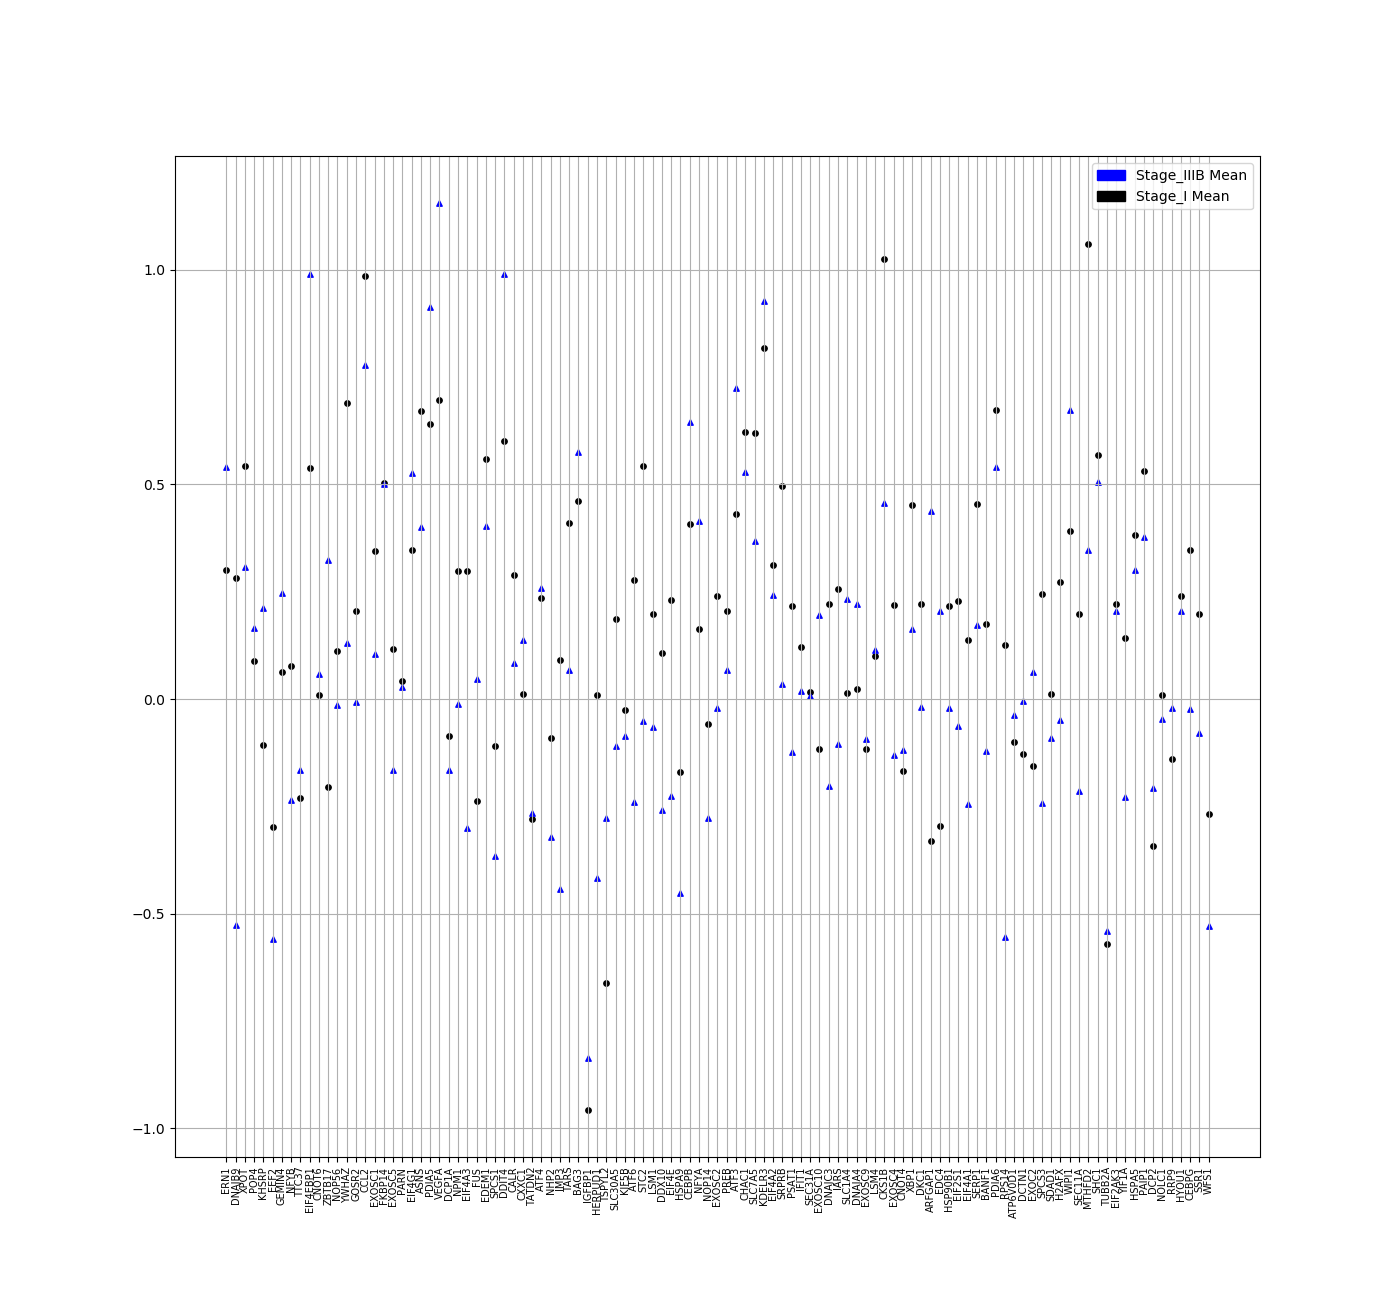 Stage_IIIB Mean
Stage_I Mean
1.0
0.5
0.0
−0.5
−1.0
ERN1
DNAJB9
XPOT
POP4
KHSRP
EEF2
GEMIN4
NFYB
TTC37
EIF4EBP1
CNOT6
ZBTB17
NOP56
YWHAZ
GOSR2
CCL2
EXOSC1
FKBP14
EXOSC5
PARN
EIF4G1
ASNS
PDIA5
VEGFA
DCP1A
NPM1
EIF4A3
FUS
EDEM1
SPCS1
DDIT4
CALR
CXXC1
TATDN2
ATF4
NHP2
IMP3
TARS
BAG3
IGFBP1
HERPUD1
TSPYL2
SLC30A5
KIF5B
ATF6
STC2
LSM1
DDX10
EIF4E
HSPA9
CEBPB
NFYA
NOP14
EXOSC2
PREB
ATF3
CHAC1
SLC7A5
KDELR3
EIF4A2
SRPRB
PSAT1
IFIT1
SEC31A
EXOSC10
DNAJC3
IARS
SLC1A4
DNAJA4
EXOSC9
LSM4
CKS1B
EXOSC4
CNOT4
XBP1
DKC1
ARFGAP1
EDC4
HSP90B1
EIF2S1
EIF4A1
SERP1
BANF1
PDIA6
RPS14
ATP6V0D1
DCTN1
EXOC2
SPCS3
SDAD1
H2AFX
WIPI1
SEC11A
MTHFD2
SHC1
TUBB2A
EIF2AK3
YIF1A
HSPA5
PAIP1
DCP2
NOLC1
RRP9
HYOU1
CEBPG
SSR1
WFS1